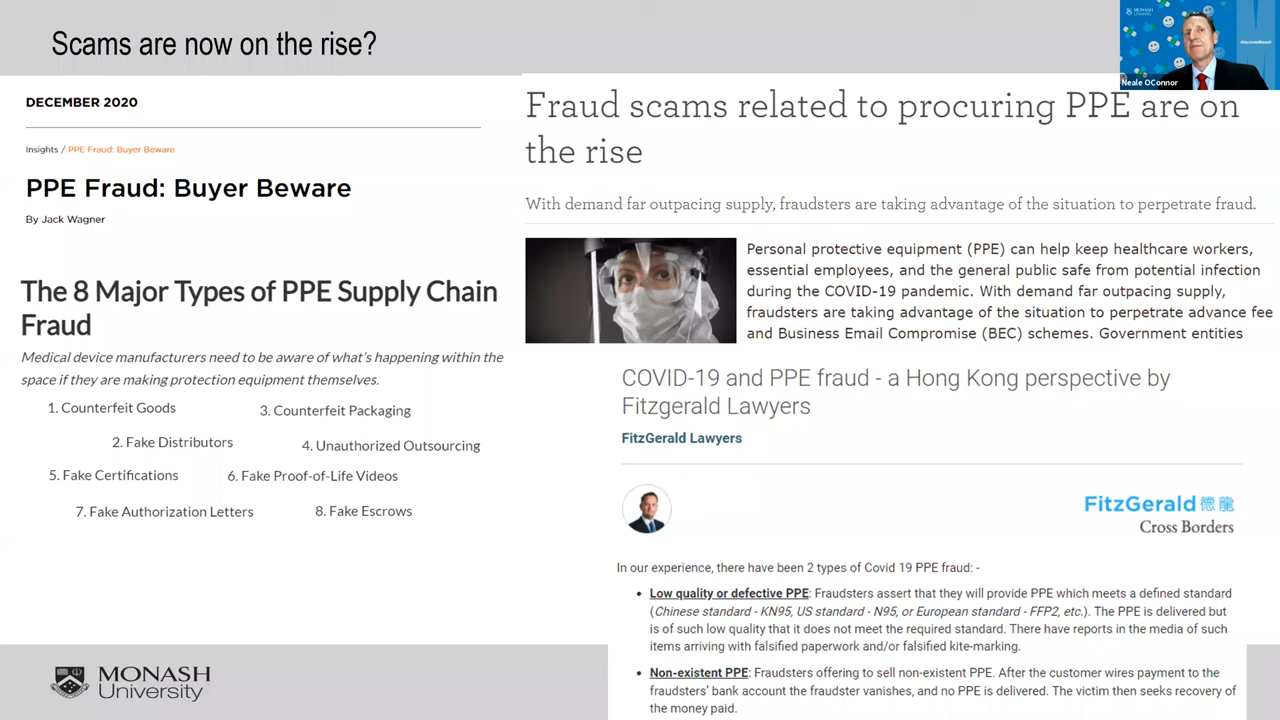 Scams are now on the rise?
MONASH
University
Neale OConnor
DECEMBER 2020
Insights / PPE Fraud: Buyer Beware
PPE Fraud: Buyer Beware
By Jack Wagner
The 8 Major Types of PPE Supply Chain
Fraud
Medical device manufacturers need to be aware of what's happening within the
space if they are making protection equipment themselves.
1. Counterfeit Goods
3. Counterfeit Packaging
2. Fake Distributors
4. Unauthorized Outsourcing
5. Fake Certifications
6. Fake Proof-of-Life Videos
7. Fake Authorization Letters
8. Fake Escrows
Fraud scams related to procuring PPE are on
the rise
With demand far outpacing supply, fraudsters are taking advantage of the situation to perpetrate fraud.
Personal protective equipment (PPE) can help keep healthcare workers,
essential employees, and the general public safe from potential infection
during the COVID-19 pandemic. With demand far outpacing supply,
fraudsters are taking advantage of the situation to perpetrate advance fee
and Business Email Compromise (BEC) schemes. Government entities
COVID-19 and PPE fraud - a Hong Kong perspective by
Fitzgerald Lawyers
FitzGerald Lawyers
FitzGerald 德龍
Cross Borders
In our experience, there have been 2 types of Covid 19 PPE fraud: -
• Low quality or defective PPE: Fraudsters assert that they will provide PPE which meets a defined standard
(Chinese standard - KN95, US standard - N95, or European standard - FFP2, etc.). The PPE is delivered but
is of such low quality that it does not meet the required standard. There have reports in the media of such
items arriving with falsified paperwork and/or falsified kite-marking.
• Non-existent PPE: Fraudsters offering to sell non-existent PPE. After the customer wires payment to the
fraudsters' bank account the fraudster vanishes, and no PPE is delivered. The victim then seeks recovery of
the money paid.
MONASH
University